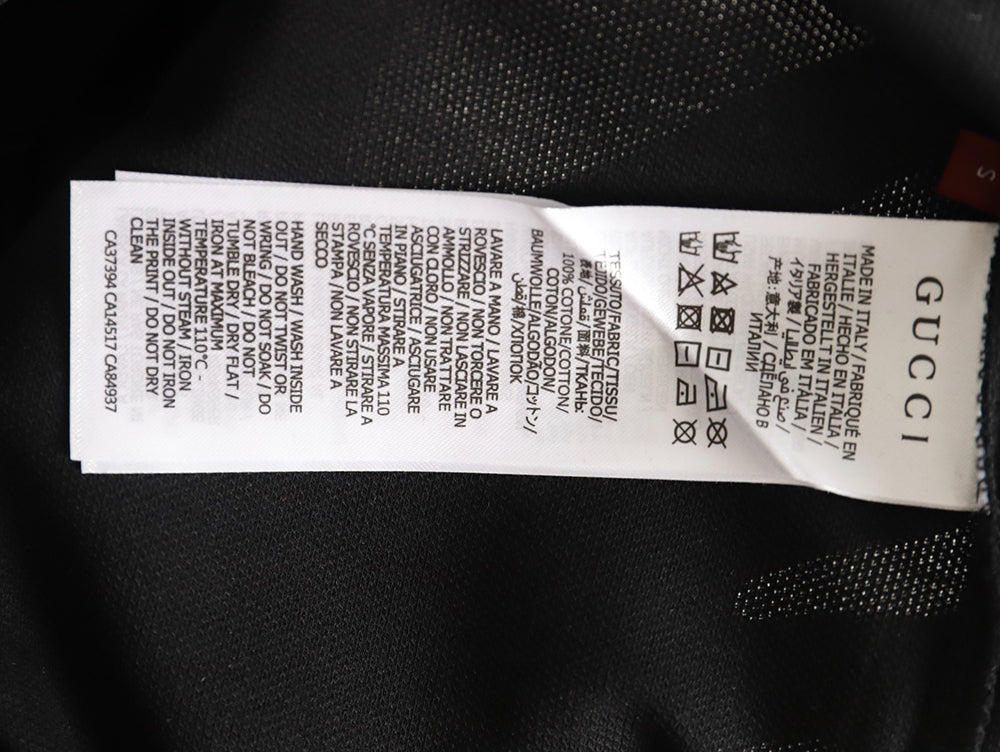 GUCCI
MADE IN ITALY / FABRIQUÉ EN
ITALIE / HECHO EN ITALIA /
HERGESTELLT IN ITALIEN /
FABRICADO EM ITÁLIA /
イタリア製 / صنع في إيطاليا /
产地:意大利 / СДЕЛАНО В
ИТАЛИИ
TESSUTO/FABRIC/TISSU/
TEJIDO/GEWEBE/TECIDO/
قماش / 面料 / ТКАНЬ:
100% COTONE/COTTON/
COTON/ALGODON/
BAUMWOLLE/ALGODÃO/コットン/
قطن/棉/ХЛОПОК
LAVARE A MANO / LAVARE A
ROVESCIO / NON TORCERE O
STRIZZARE / NON LASCIARE IN
AMMOLLO / NON TRATTARE
CON CLORO / NON USARE
ASCIUGATRICE / ASCIUGARE
IN PIANO / STIRARE A
TEMPERATURA MASSIMA 110
°C SENZA VAPORE / STIRARE A
ROVESCIO / NON STIRARE LA
STAMPA / NON LAVARE A
SECCO
HAND WASH / WASH INSIDE
OUT / DO NOT TWIST OR
WRING / DO NOT SOAK / DO
NOT BLEACH / DO NOT
TUMBLE DRY / DRY FLAT /
IRON AT MAXIMUM
TEMPERATURE 110°C -
WITHOUT STEAM / IRON
INSIDE OUT / DO NOT IRON
THE PRINT / DO NOT DRY
CLEAN
CA37394 CA14517 CA84937
S